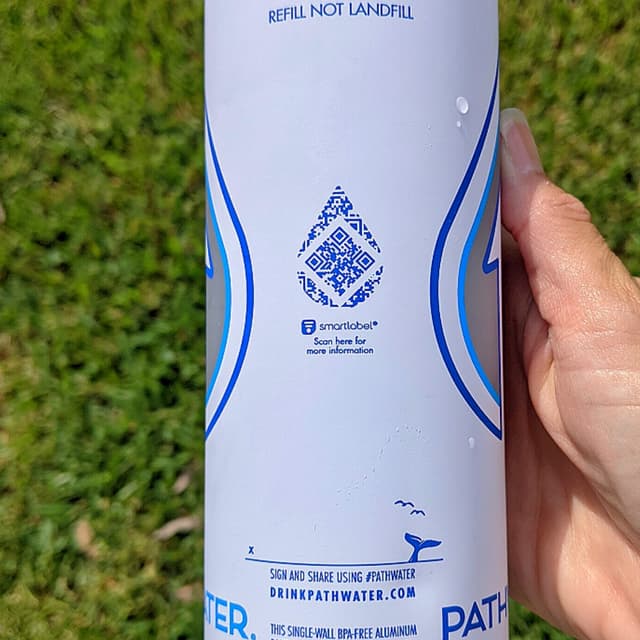 REFILL NOT LANDFILL
smartlabel®
Scan here for
more information
x
SIGN AND SHARE USING #PATHWATER
DRINKPATHWATER.COM
TER.
PATH
THIS SINGLE-WALL BPA-FREE ALUMINUM